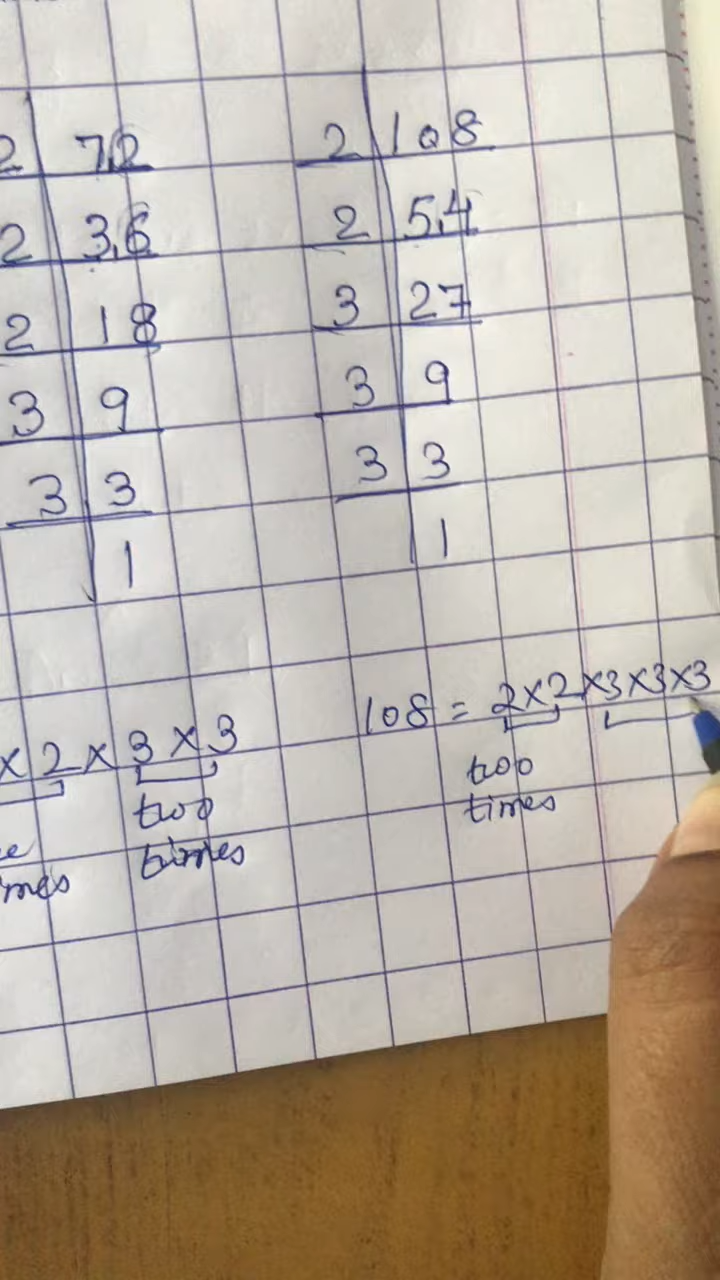 2 72
2 36
2 18
3 9
3 3
1
2 108
2 54
3 27
3 9
3 3
1
× 2 × 3 × 3
two
times
108 = 2×2×3×3×3
two
times